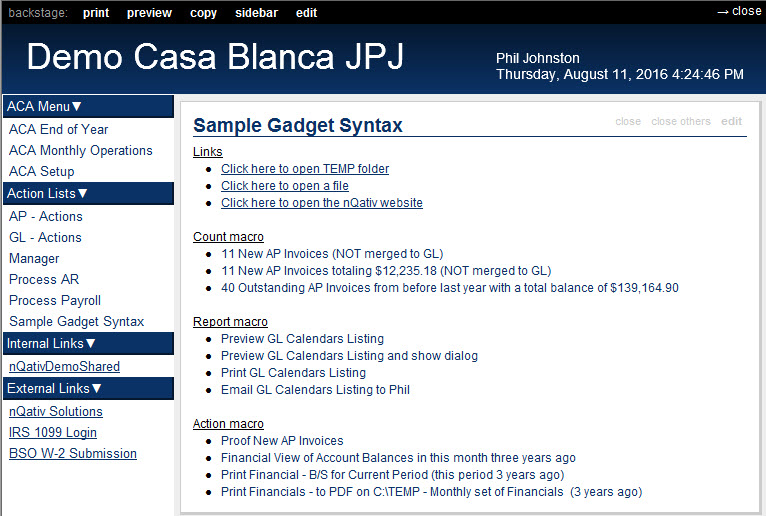 backstage: print preview copy sidebar edit → close
Demo Casa Blanca JPJ
Phil Johnston
Thursday, August 11, 2016 4:24:46 PM
ACA Menu▼
ACA End of Year
ACA Monthly Operations
ACA Setup
Action Lists▼
AP - Actions
GL - Actions
Manager
Process AR
Process Payroll
Sample Gadget Syntax
Internal Links▼
nQativDemoShared
External Links▼
nQativ Solutions
IRS 1099 Login
BSO W-2 Submission
close close others edit
Sample Gadget Syntax
Links
• Click here to open TEMP folder
• Click here to open a file
• Click here to open the nQativ website
Count macro
• 11 New AP Invoices (NOT merged to GL)
• 11 New AP Invoices totaling $12,235.18 (NOT merged to GL)
• 40 Outstanding AP Invoices from before last year with a total balance of $139,164.90
Report macro
• Preview GL Calendars Listing
• Preview GL Calendars Listing and show dialog
• Print GL Calendars Listing
• Email GL Calendars Listing to Phil
Action macro
• Proof New AP Invoices
• Financial View of Account Balances in this month three years ago
• Print Financial - B/S for Current Period (this period 3 years ago)
• Print Financials - to PDF on C:\TEMP - Monthly set of Financials (3 years ago)